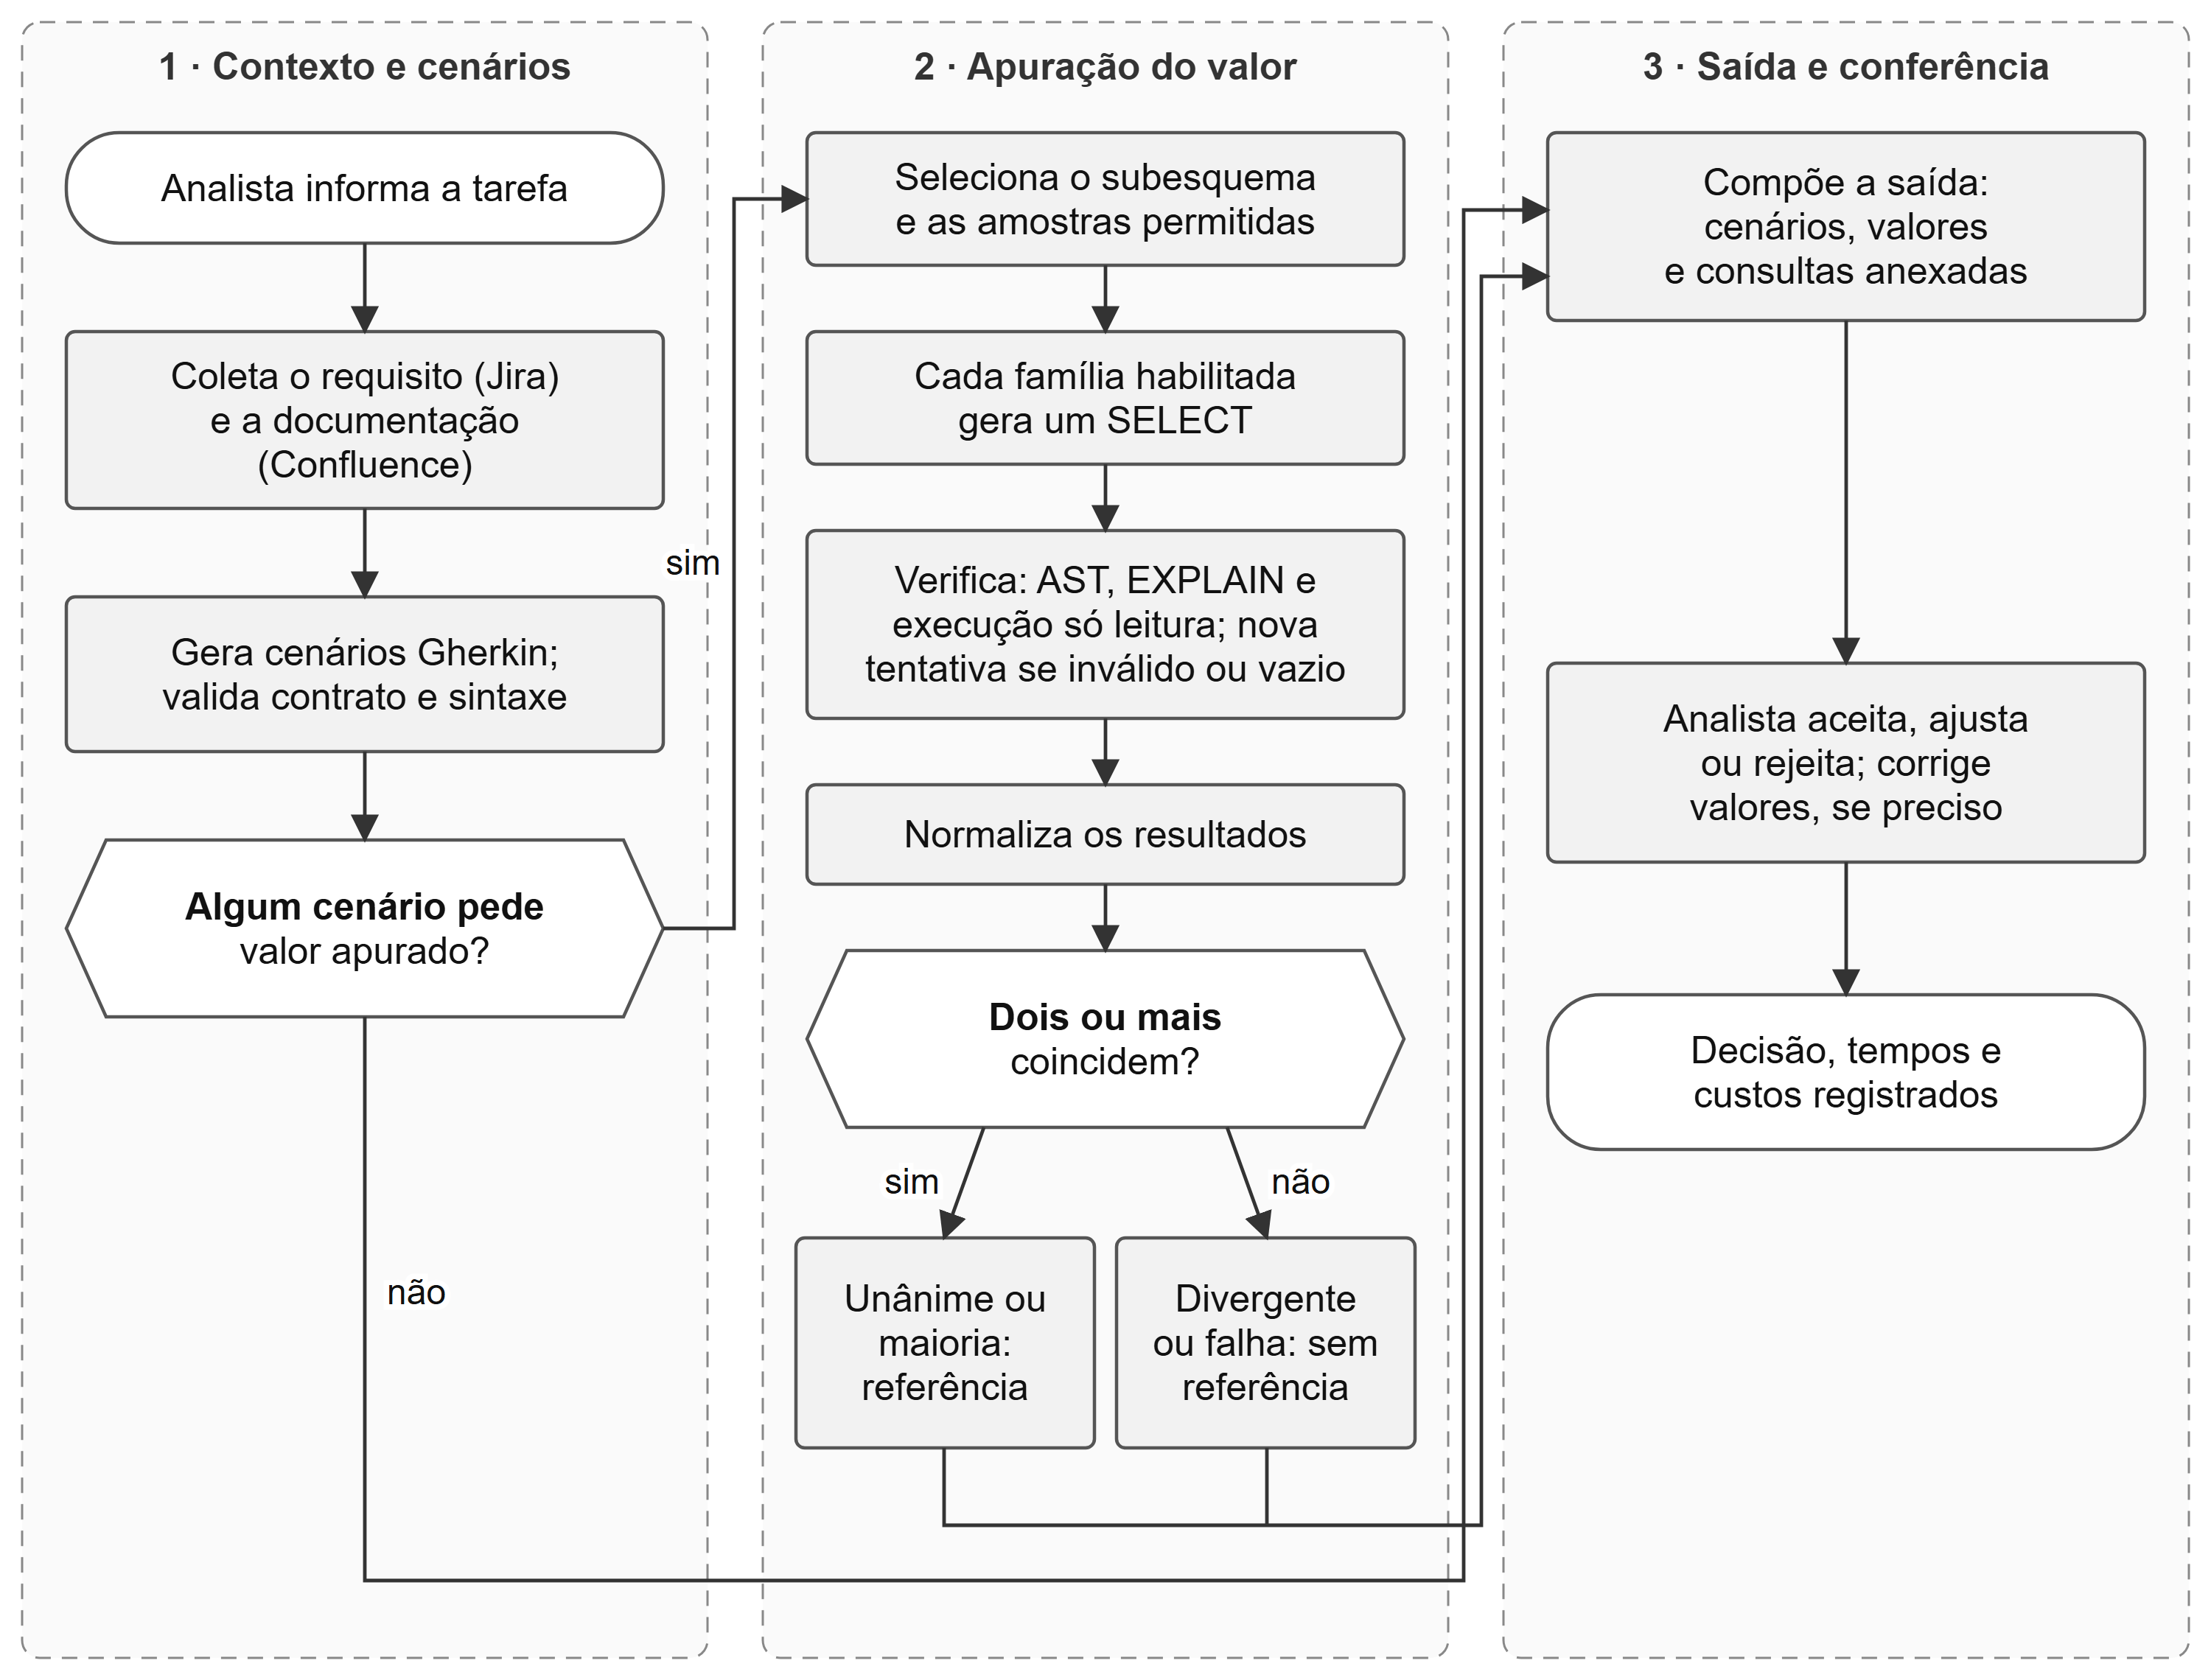 1 · Contexto e cenários
Analista informa a tarefa
Coleta o requisito (Jira)
e a documentação
(Confluence)
Gera cenários Gherkin;
valida contrato e sintaxe
Algum cenário pede
valor apurado?
sim
não
2 · Apuração do valor
Seleciona o subesquema
e as amostras permitidas
Cada família habilitada
gera um SELECT
Verifica: AST, EXPLAIN e
execução só leitura; nova
tentativa se inválido ou vazio
Normaliza os resultados
Dois ou mais
coincidem?
sim
não
Unânime ou
maioria:
referência
Divergente
ou falha: sem
referência
3 · Saída e conferência
Compõe a saída:
cenários, valores
e consultas anexadas
Analista aceita, ajusta
ou rejeita; corrige
valores, se preciso
Decisão, tempos e
custos registrados